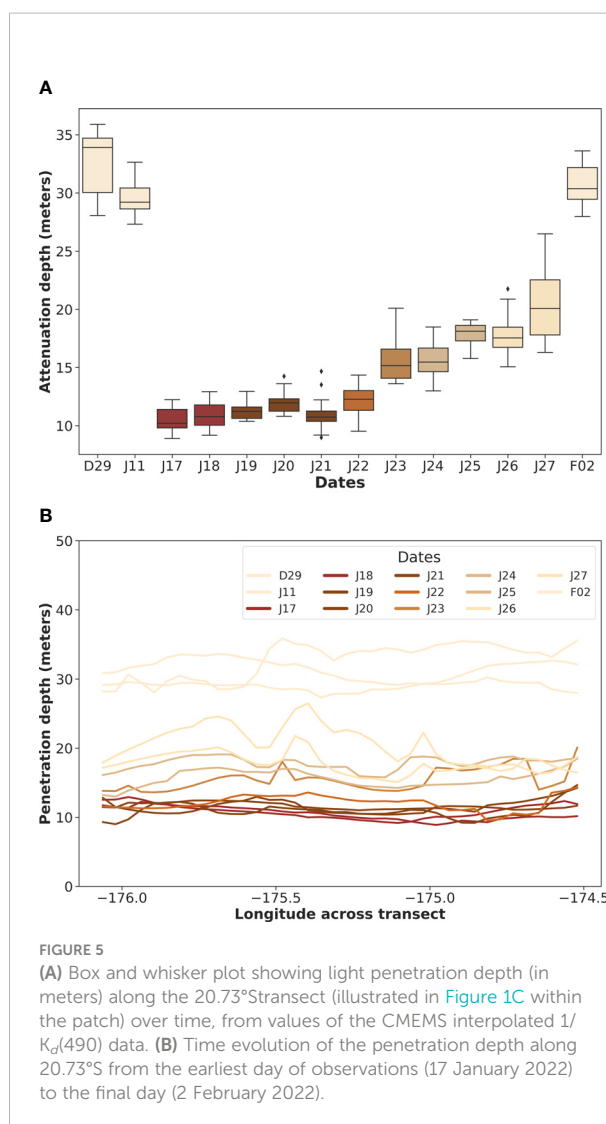 A
Attenuation depth (meters)
35
30
25
20
15
10
D29 J11 J17 J18 J19 J20 J21 J22 J23 J24 J25 J26 J27 F02
Dates
B
Penetration depth (meters)
50
40
30
20
10
0
Dates
D29 J18 J21 J24 J27
J11 J19 J22 J25 F02
J17 J20 J23 J26
−176.0 −175.5 −175.0 −174.5
Longitude across transect
FIGURE 5
(A) Box and whisker plot showing light penetration depth (in
meters) along the 20.73°Stransect (illustrated in Figure 1C within
the patch) over time, from values of the CMEMS interpolated 1/
Kd(490) data. (B) Time evolution of the penetration depth along
20.73°S from the earliest day of observations (17 January 2022)
to the final day (2 February 2022).